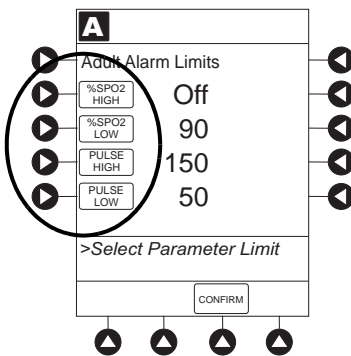 A
Adult Alarm Limits
%SPO2 HIGH Off
%SPO2 LOW 90
PULSE HIGH 150
PULSE LOW 50
>Select Parameter Limit
CONFIRM